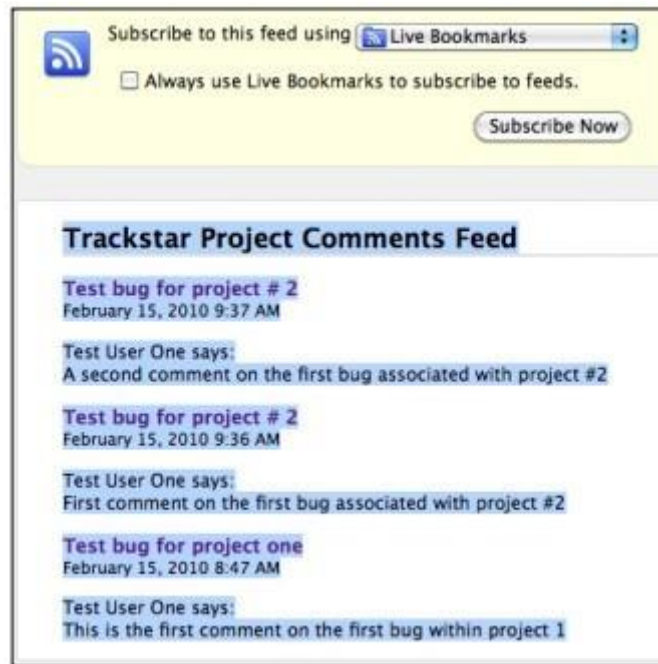 Subscribe to this feed using Live Bookmarks
Always use Live Bookmarks to subscribe to feeds.
Subscribe Now
Trackstar Project Comments Feed
Test bug for project # 2
February 15, 2010 9:37 AM
Test User One says:
A second comment on the first bug associated with project #2
Test bug for project # 2
February 15, 2010 9:36 AM
Test User One says:
First comment on the first bug associated with project #2
Test bug for project one
February 15, 2010 8:47 AM
Test User One says:
This is the first comment on the first bug within project 1